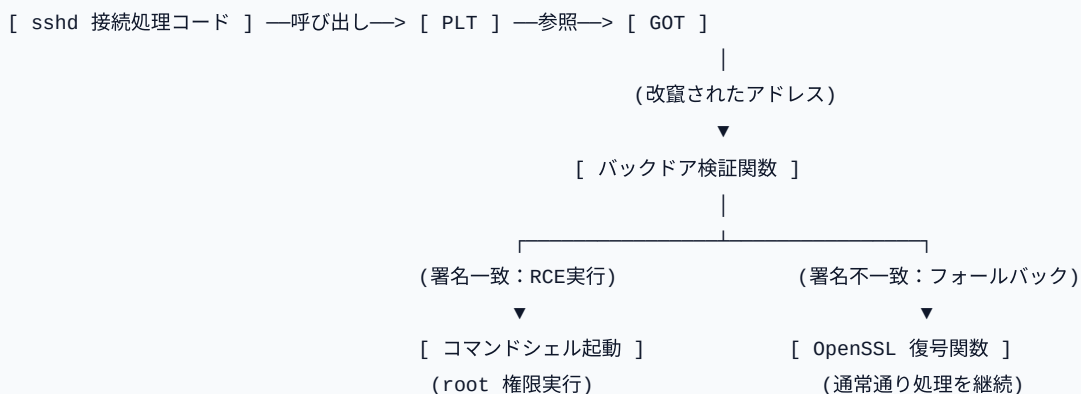 [ sshd 接続処理コード ] ──呼び出し──> [ PLT ] ──参照──> [ GOT ]
│
(改竄されたアドレス)
▼
[ バックドア検証関数 ]
│
┌─────────────────┴─────────────────┐
(署名一致：RCE実行) (署名不一致：フォールバック)
▼ ▼
[ コマンドシェル起動 ] [ OpenSSL 復号関数 ]
(root 権限実行) (通常通り処理を継続)